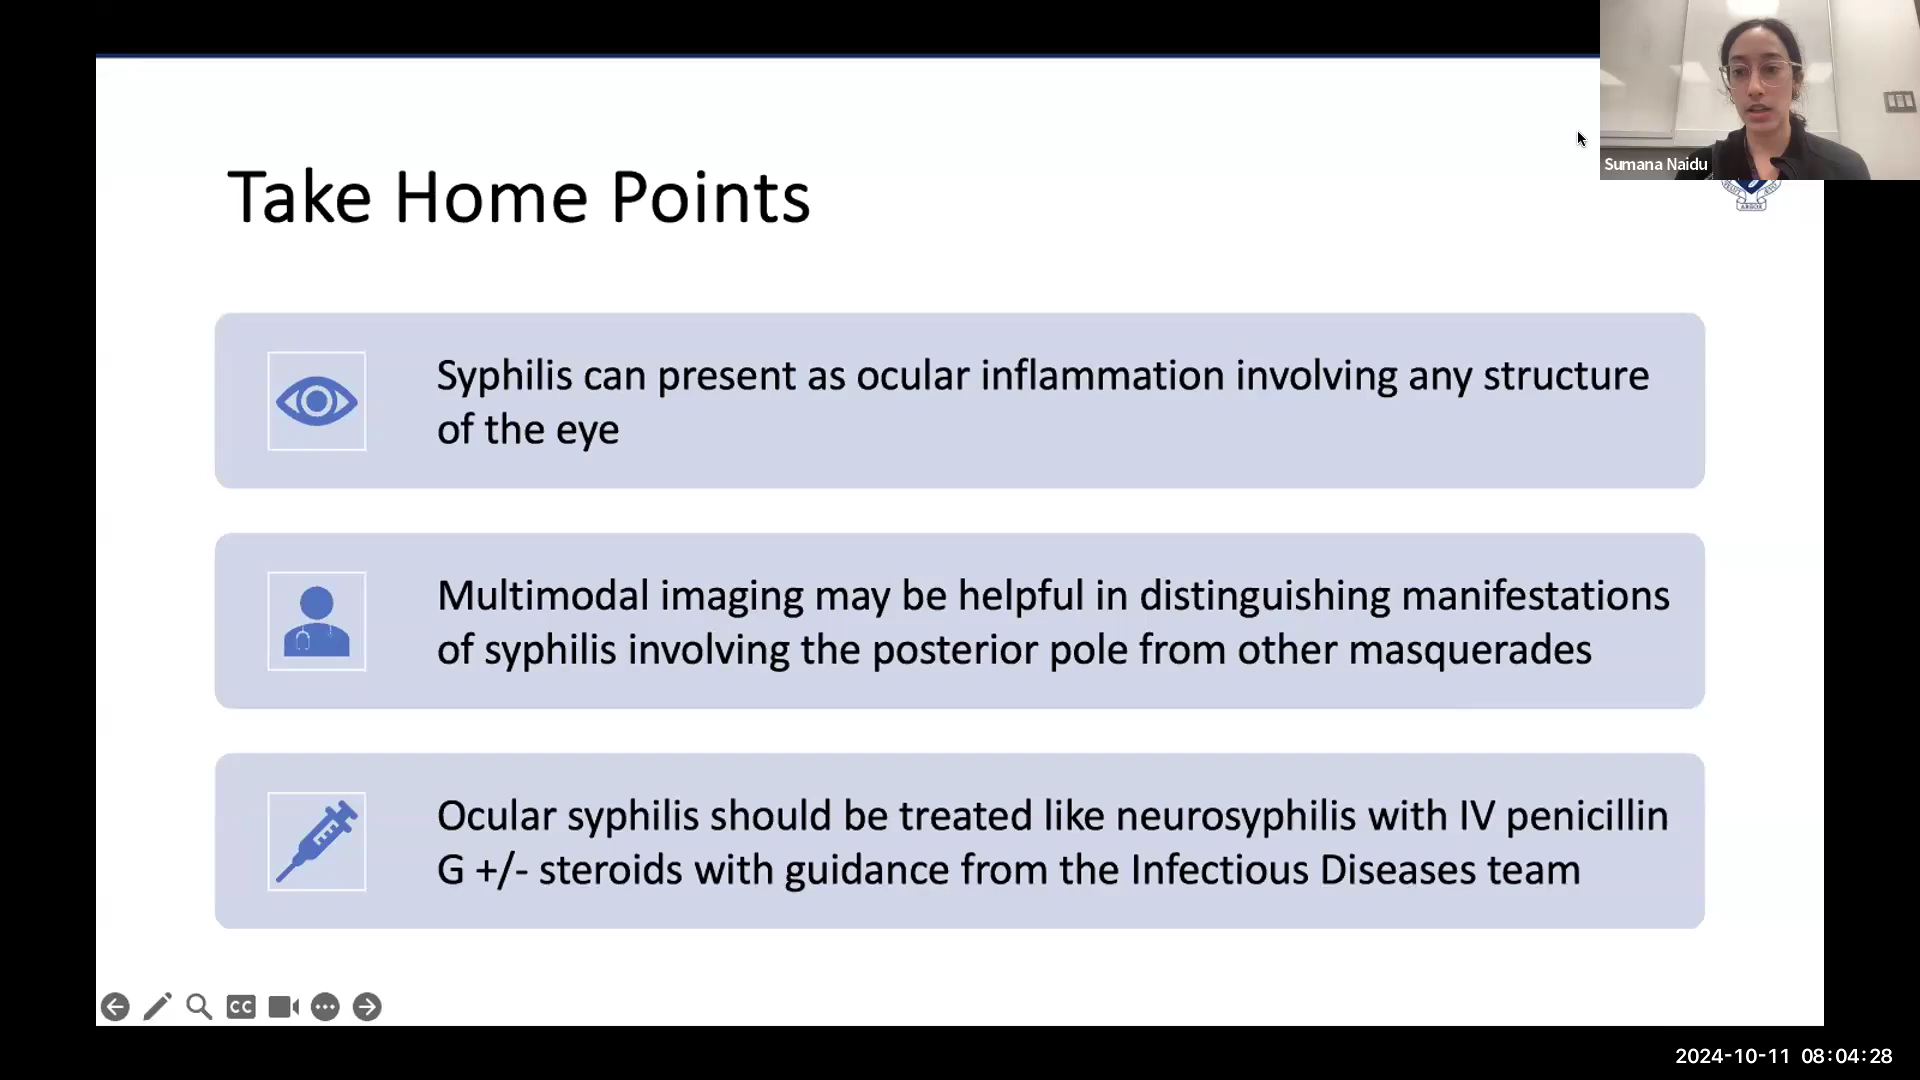 Sumana Naidu
ARBOR
Take Home Points
Syphilis can present as ocular inflammation involving any structure
of the eye
Multimodal imaging may be helpful in distinguishing manifestations
of syphilis involving the posterior pole from other masquerades
Ocular syphilis should be treated like neurosyphilis with IV penicillin
G +/- steroids with guidance from the Infectious Diseases team
CC
2024-10-11 08:04:28